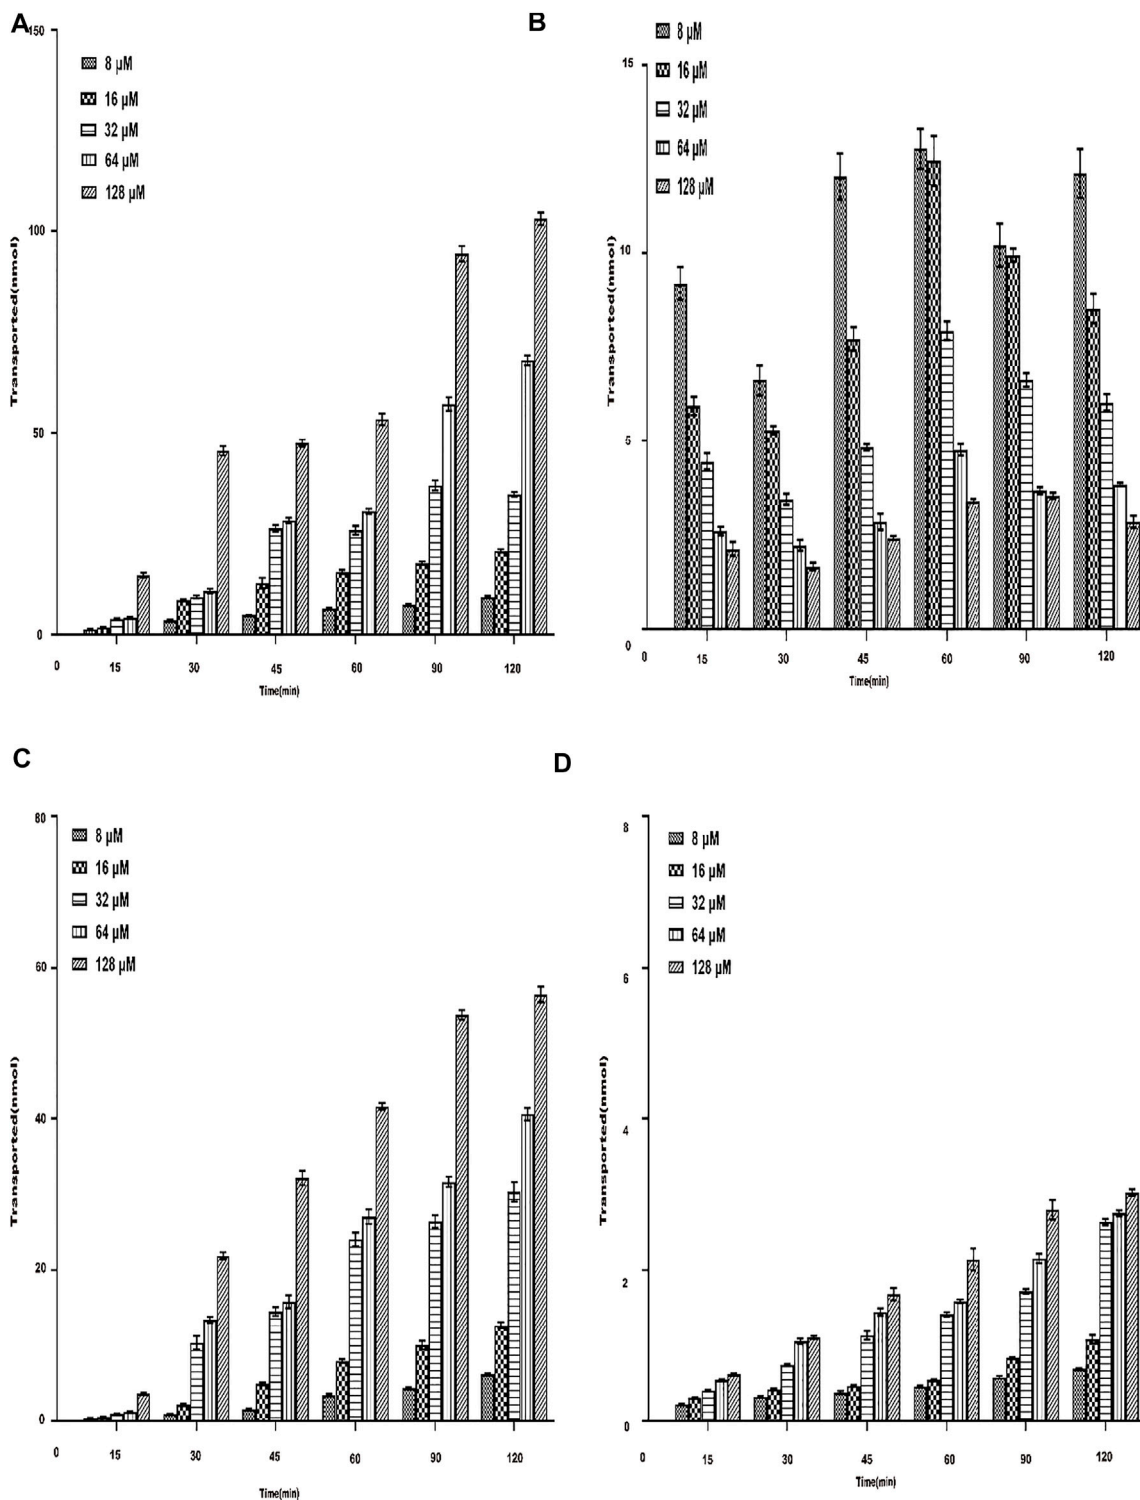 A
150
8 µM
16 µM
32 µM
64 µM
128 µM
100
50
0
Transported(nmol)
0 15 30 45 60 90 120
Time(min)
B
8 µM
15
16 µM
32 µM
64 µM
128 µM
10
5
0
Transported(nmol)
0 15 30 45 60 90 120
Time(min)
C
80
8 µM
16 µM
32 µM
64 µM
128 µM
60
40
20
0
Transported(nmol)
0 15 30 45 60 90 120
Time(min)
D
8
8 µM
16 µM
32 µM
64 µM
128 µM
6
4
2
0
Transported(nmol)
0 15 30 45 60 90 120
Time(min)